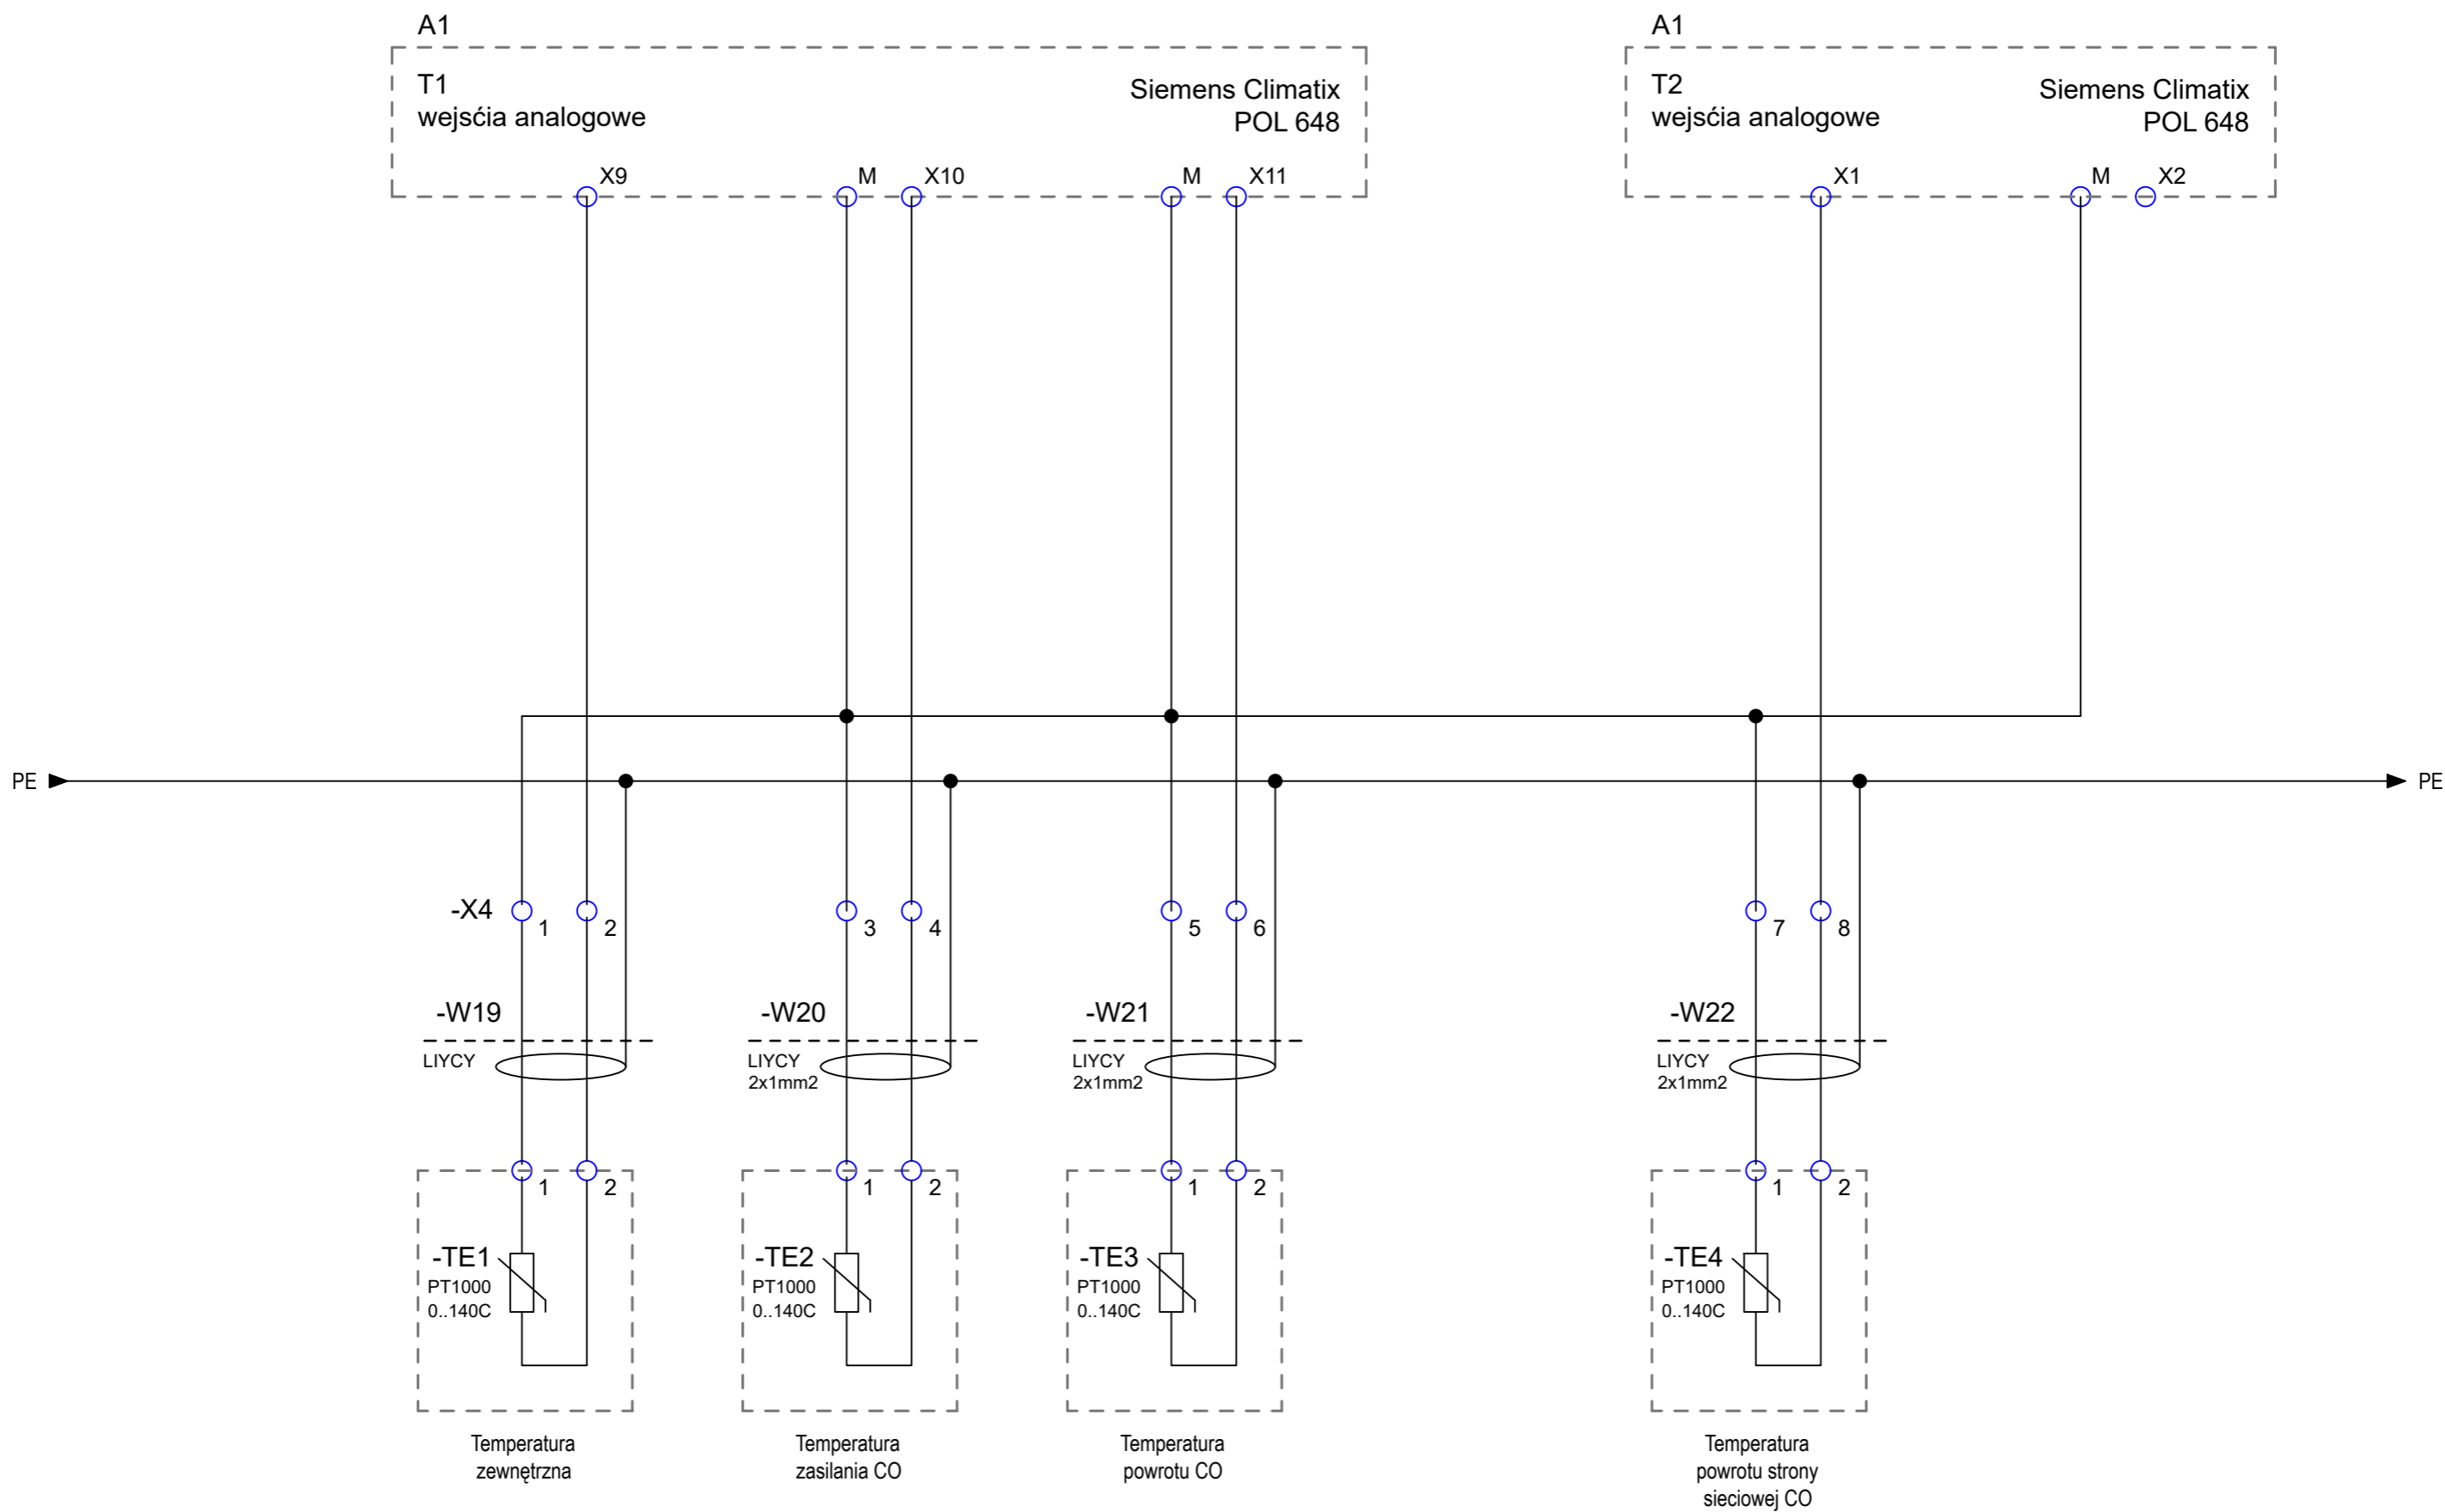 A1
T1
wejsćia analogowe
Siemens Climatix
POL 648
X9
M
X10
M
X11
A1
T2
wejsćia analogowe
Siemens Climatix
POL 648
X1
M
X2
PE
PE
-X4
1
2
3
4
5
6
7
8
-W19
LIYCY
-W20
LIYCY
2x1mm2
-W21
LIYCY
2x1mm2
-W22
LIYCY
2x1mm2
1
2
-TE1
PT1000
0..140C
1
2
-TE2
PT1000
0..140C
1
2
-TE3
PT1000
0..140C
1
2
-TE4
PT1000
0..140C
Temperatura
zewnętrzna
Temperatura
zasilania CO
Temperatura
powrotu CO
Temperatura
powrotu strony
sieciowej CO